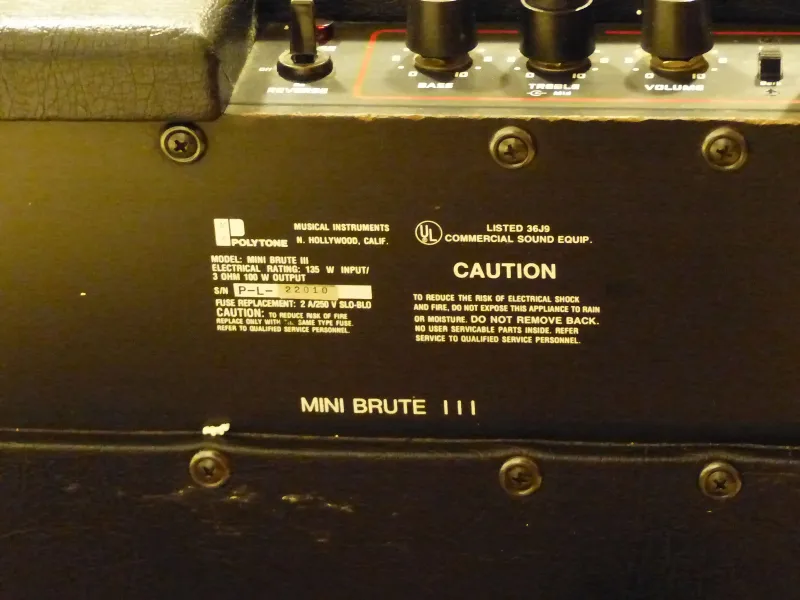 REVERB
0 10
0 10
0 10
BASS
TREBLE
VOLUME
POLYTONE
MUSICAL INSTRUMENTS
N. HOLLYWOOD, CALIF.
MODEL: MINI BRUTE III
ELECTRICAL RATING: 135 W INPUT/
3 OHM 100 W OUTPUT
S/N P-L- 22010
FUSE REPLACEMENT: 2 A/250 V SLO-BLO
CAUTION: TO REDUCE RISK OF FIRE
REPLACE ONLY WITH SAME TYPE FUSE.
REFER TO QUALIFIED SERVICE PERSONNEL.
UL
LISTED 36J9
COMMERCIAL SOUND EQUIP.
CAUTION
TO REDUCE THE RISK OF ELECTRICAL SHOCK
AND FIRE, DO NOT EXPOSE THIS APPLIANCE TO RAIN
OR MOISTURE. DO NOT REMOVE BACK.
NO USER SERVICABLE PARTS INSIDE. REFER
SERVICE TO QUALIFIED SERVICE PERSONNEL.
MINI BRUTE III